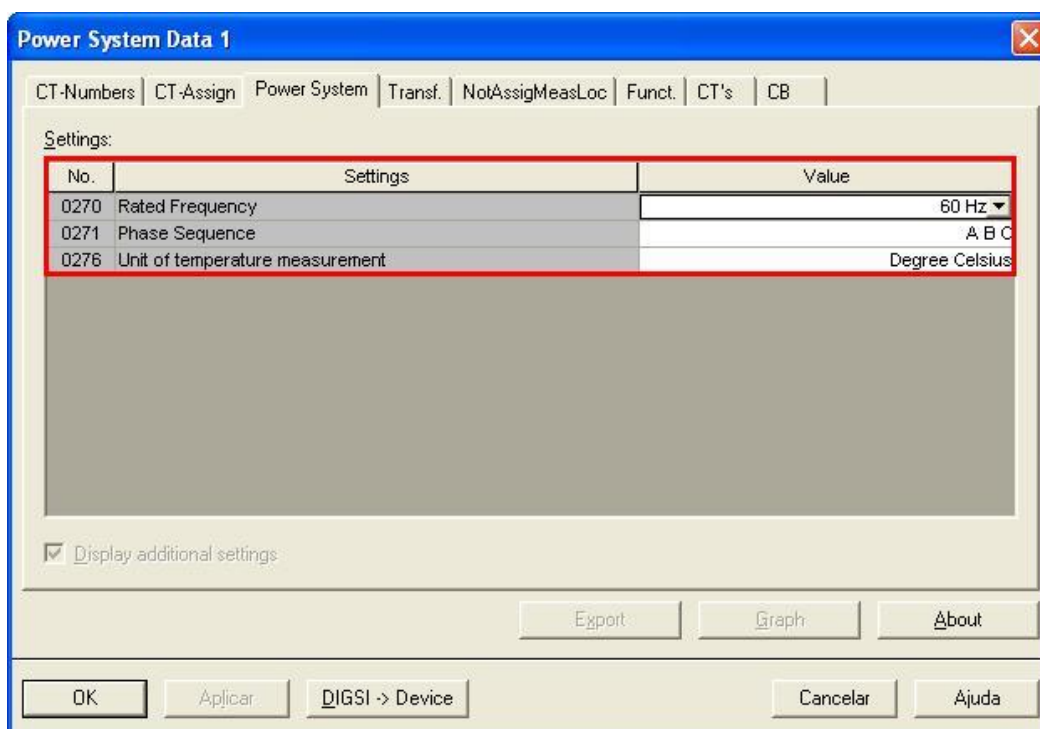 Power System Data 1
CT-Numbers CT-Assign Power System Transf. NotAssigMeasLoc Funct. CT's CB
Settings:
No. Settings Value
0270 Rated Frequency 60 Hz
0271 Phase Sequence A B C
0276 Unit of temperature measurement Degree Celsius
Display additional settings
Export Graph About
OK Aplicar DIGSI -> Device Cancelar Ajuda